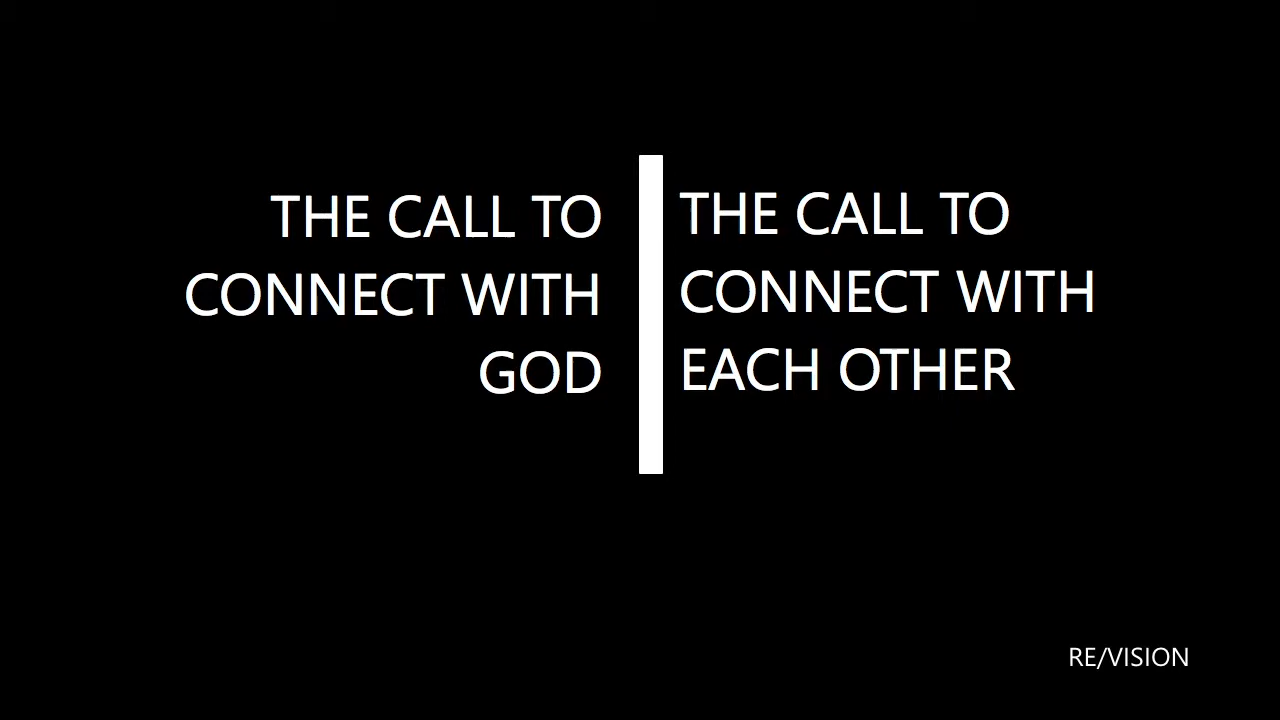 THE CALL TO
CONNECT WITH
GOD
THE CALL TO
CONNECT WITH
EACH OTHER
RE/VISION